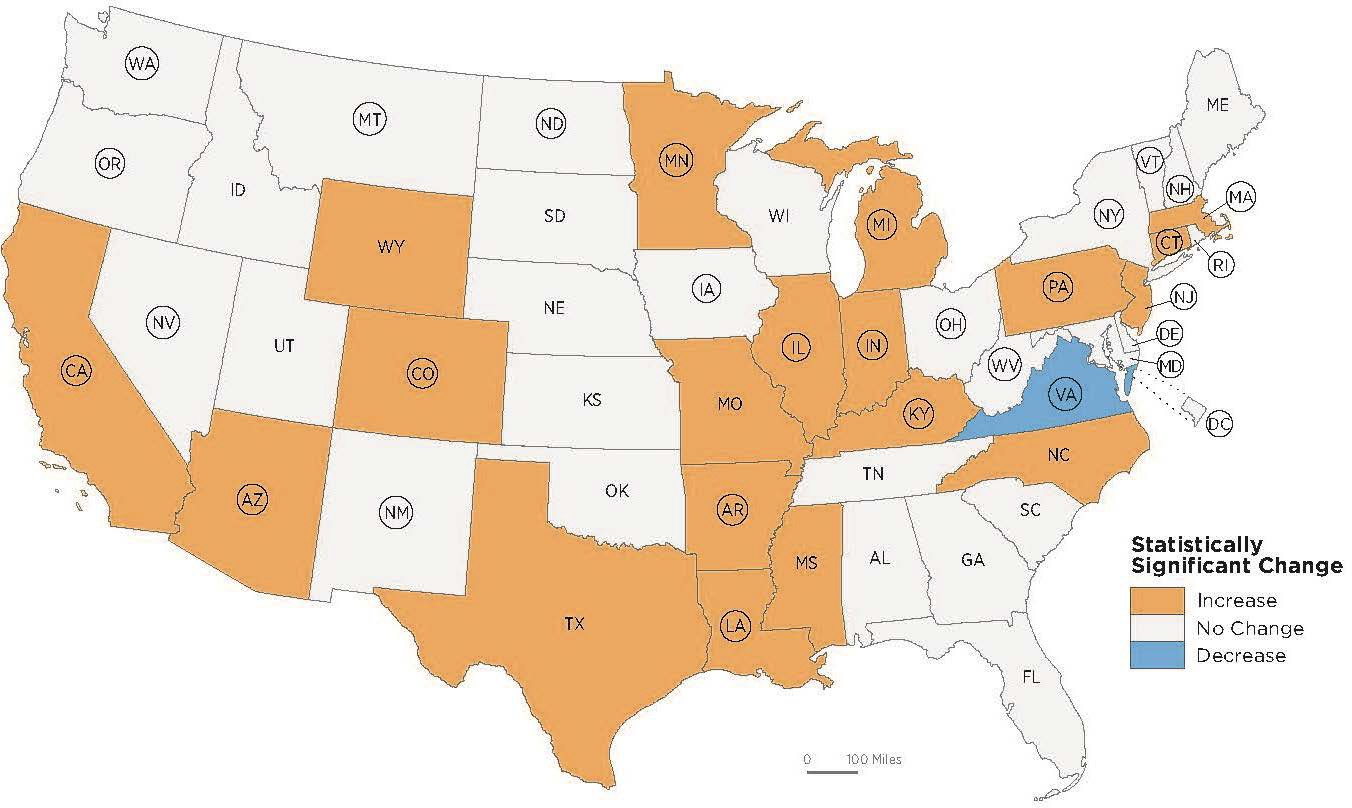 WA
MT
ND
MN
ME
OR
ID
SD
WI
MI
VT
NH
NY
MA
WY
CT
RI
IA
NE
PA
NJ
NV
UT
CO
IL
IN
OH
DE
WV
MD
CA
KS
MO
KY
VA
DC
NC
AZ
NM
OK
AR
TN
SC
MS
AL
GA
TX
LA
FL
Statistically
Significant Change
Increase
No Change
Decrease
0 100 Miles